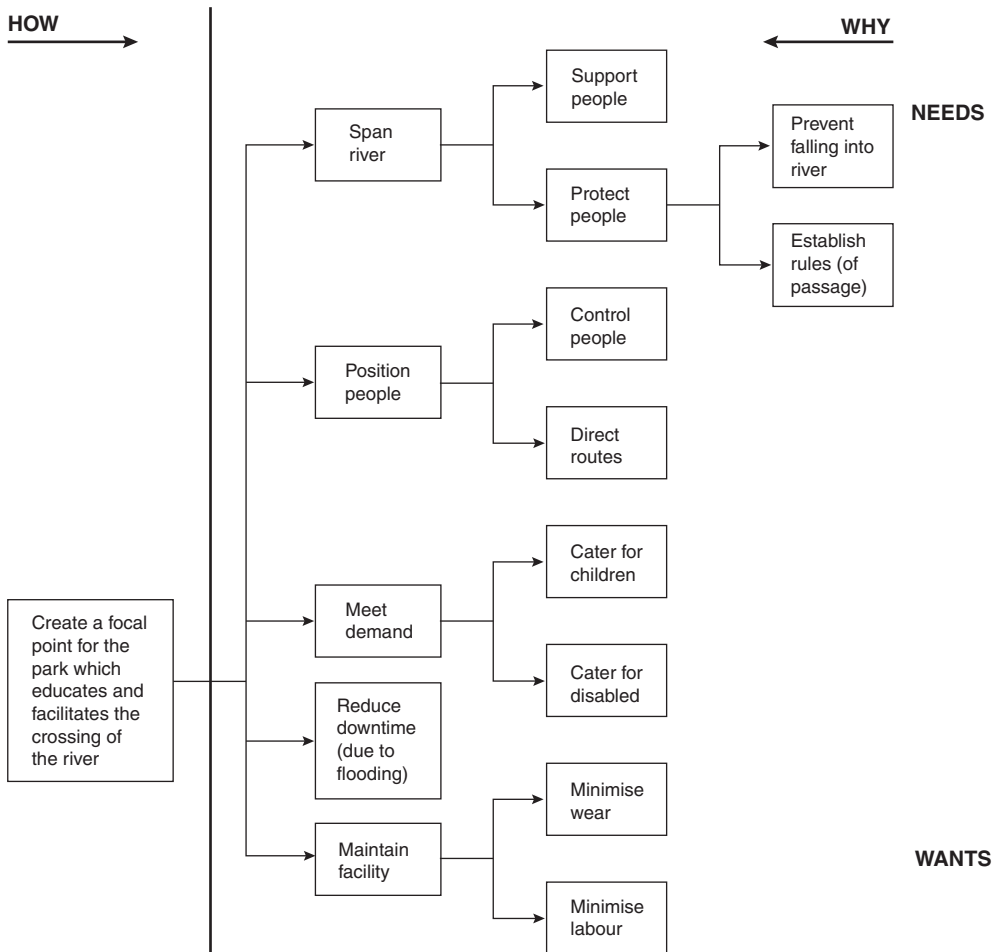 HOW
WHY
NEEDS
Support
people
Span
river
Prevent
falling into
river
Protect
people
Establish
rules (of
passage)
Control
people
Position
people
Direct
routes
Cater for
children
Meet
demand
Cater for
disabled
Create a focal
point for the
park which
educates and
facilitates the
crossing of
the river
Reduce
downtime
(due to
flooding)
Minimise
wear
Maintain
facility
WANTS
Minimise
labour